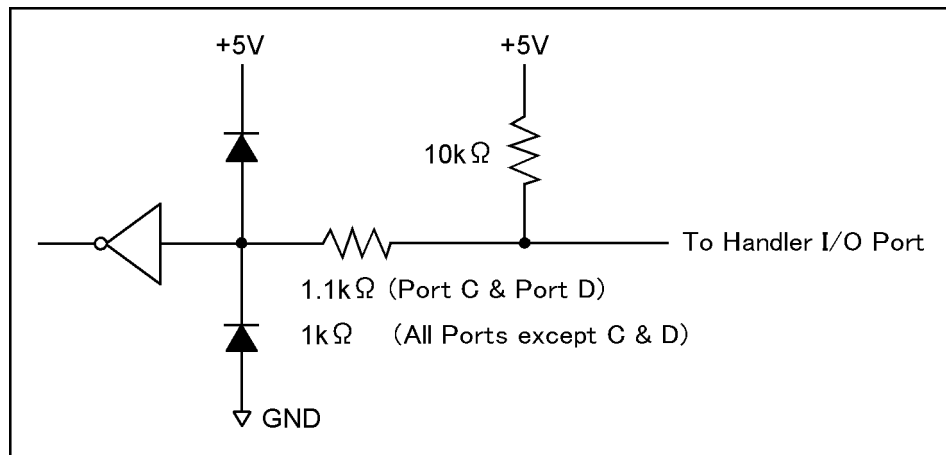 +5V
+5V
10kΩ
To Handler I/O Port
1.1kΩ (Port C & Port D)
1kΩ (All Ports except C & D)
GND